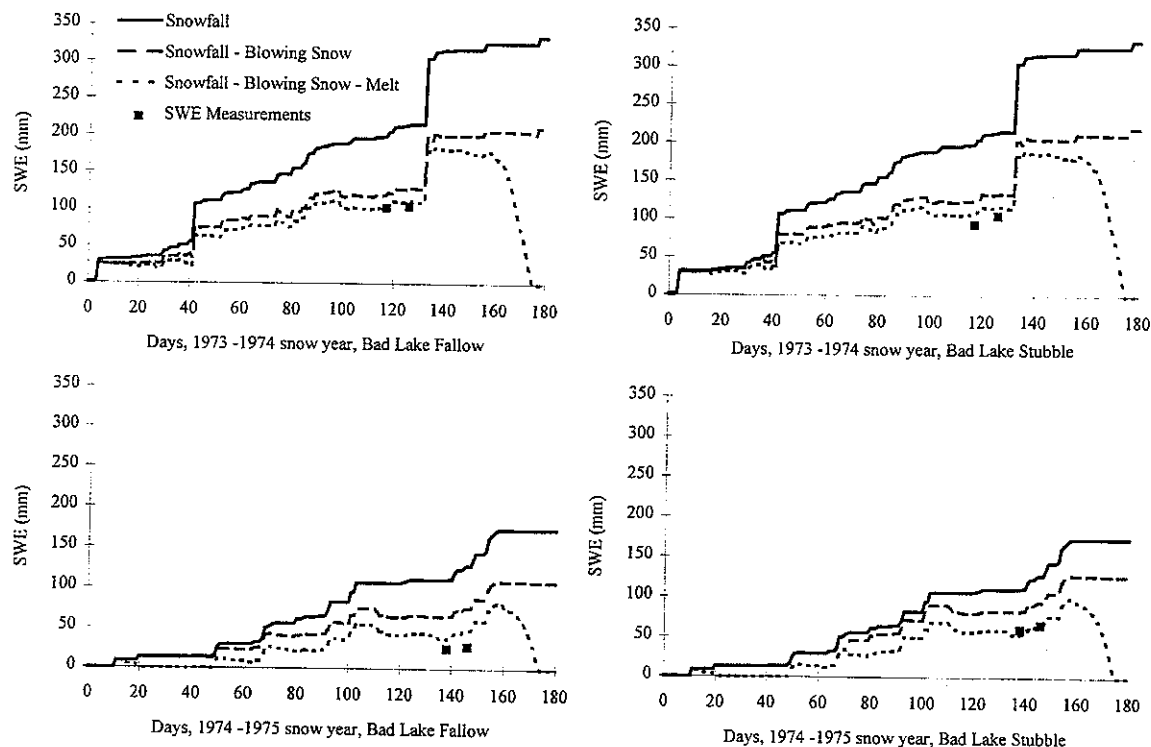 350
300
250
200
150
100
50
0
SWE (mm)
Snowfall
Snowfall - Blowing Snow
Snowfall - Blowing Snow - Melt
SWE Measurements
0 20 40 60 80 100 120 140 160 180
Days, 1973 -1974 snow year, Bad Lake Fallow
350
300
250
200
150
100
50
0
SWE (mm)
0 20 40 60 80 100 120 140 160 180
Days, 1973 -1974 snow year, Bad Lake Stubble
350
300
250
200
150
100
50
0
SWE (mm)
0 20 40 60 80 100 120 140 160 180
Days, 1974 -1975 snow year, Bad Lake Fallow
350
300
250
200
150
100
50
0
SWE (mm)
0 20 40 60 80 100 120 140 160 180
Days, 1974 -1975 snow year, Bad Lake Stubble